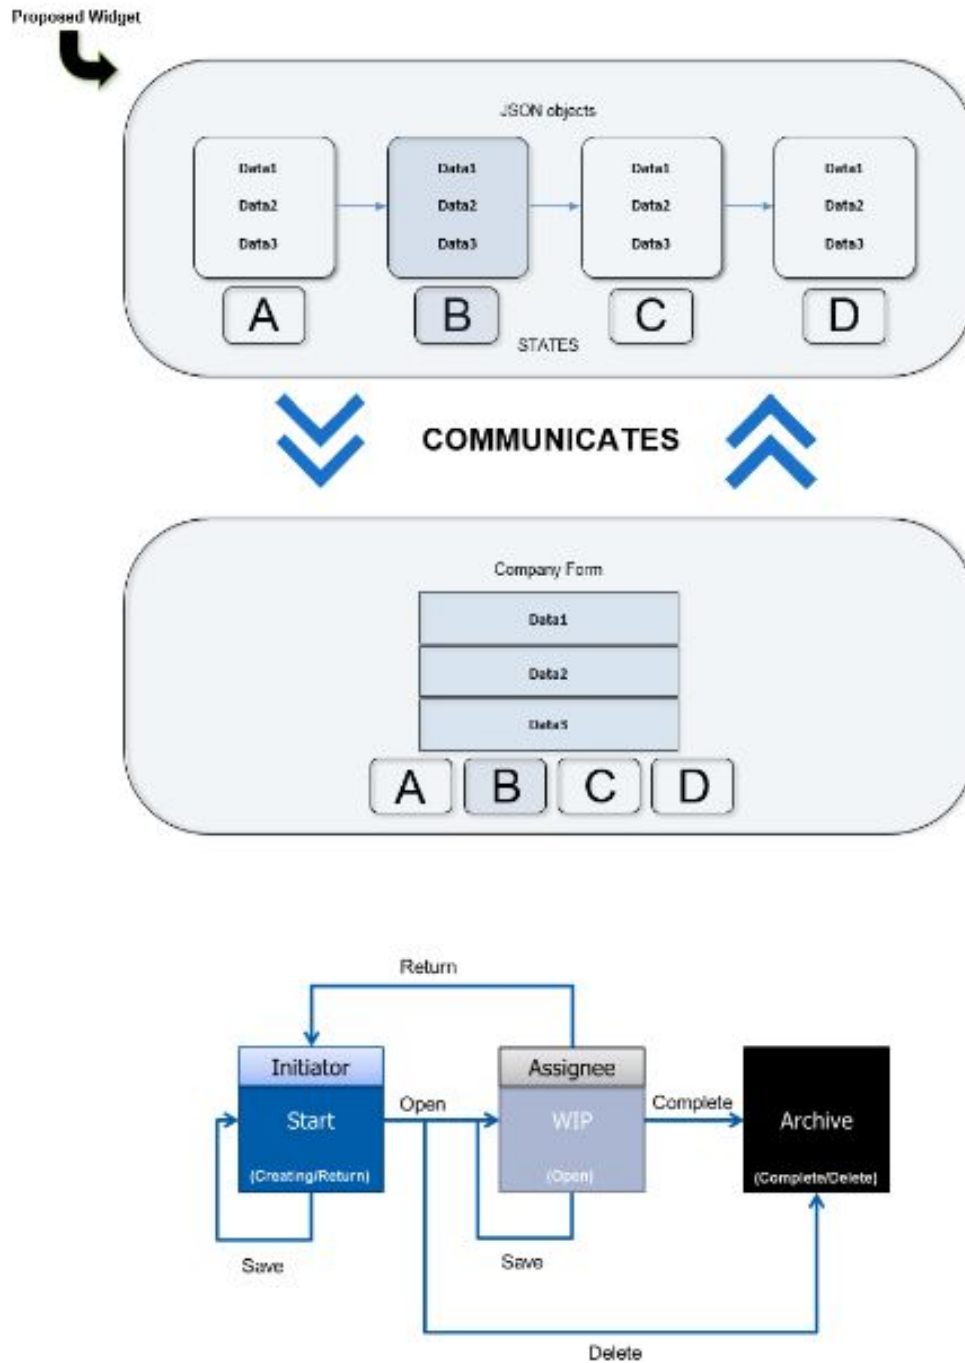 Proposed Widget
JSON objects
Data1 Data1 Data1 Data1
Data2 Data2 Data2 Data2
Data3 Data3 Data3 Data3
A B C D
STATES
COMMUNICATES
Company Form
Data1
Data2
Data3
A B C D
Return
Initiator Assignee
Open Complete
Start WIP Archive
(Creating/Return) (Open) (Complete/Delete)
Save Save
Delete